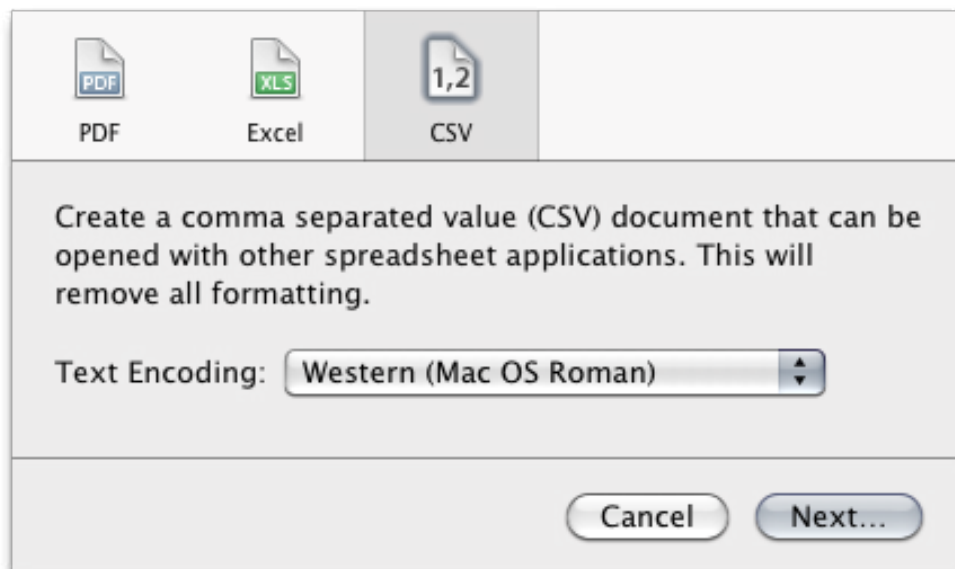 PDF
XLS
1,2
PDF
Excel
CSV
Create a comma separated value (CSV) document that can be
opened with other spreadsheet applications. This will
remove all formatting.
Text Encoding: Western (Mac OS Roman)
Cancel
Next...